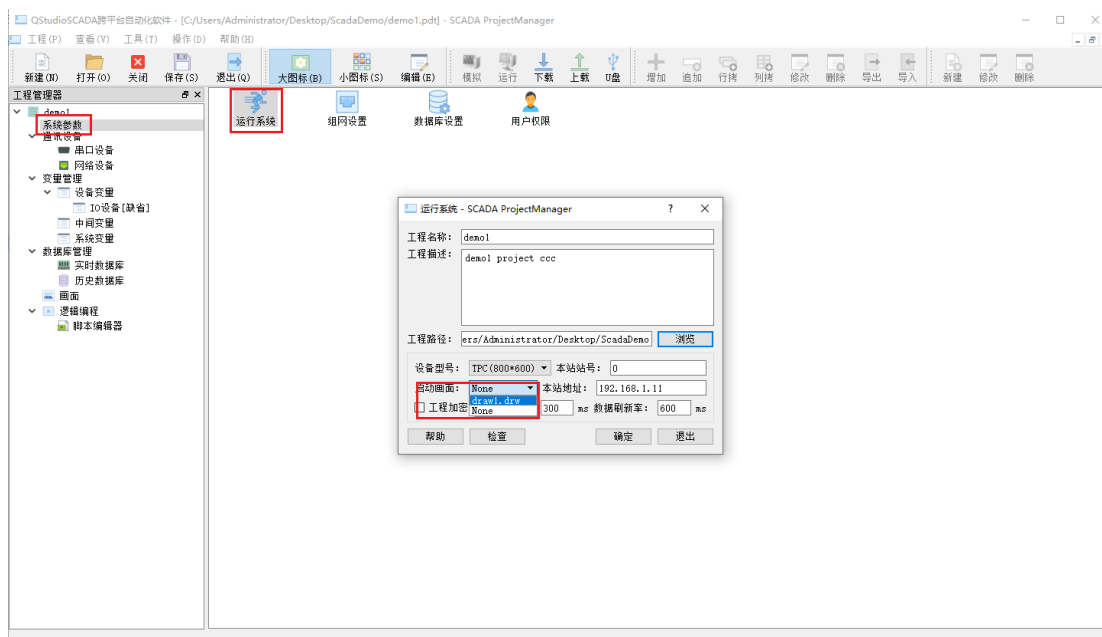 QStudioSCADA跨平台自动化软件 - [C:/Users/Administrator/Desktop/ScadaDemo/demo1.pdt] - SCADA ProjectManager
工程(P) 查看(V) 工具(T) 操作(D) 帮助(H)
新建(N) 打开(O) 关闭 保存(S) 退出(Q) 大图标(B) 小图标(S) 编辑(E) 模拟 运行 下载 上载 U盘 增加 追加 行拷 列拷 修改 删除 导出 导入 新建 修改 删除
工程管理器
demo1
系统参数
通讯设备
串口设备
网络设备
变量管理
设备变量
IO设备[缺省]
中间变量
系统变量
数据库管理
实时数据库
历史数据库
画面
逻辑编程
脚本编辑器
运行系统 组网设置 数据库设置 用户权限
运行系统 - SCADA ProjectManager ?
工程名称: demo1
工程描述: demo1 project ccc
工程路径: ers/Administrator/Desktop/ScadaDemo 浏览
设备型号: TPC(800*600) 本站站号: 0
启动画面: None 本站地址: 192.168.1.11
draw1.drw
None
工程加密 300 ms 数据刷新率: 600 ms
帮助 检查 确定 退出